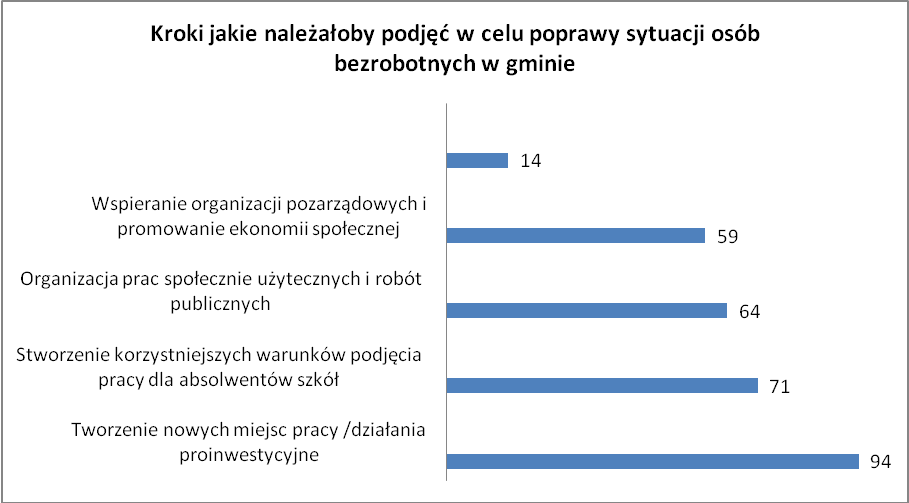 Kroki jakie należałoby podjęć w celu poprawy sytuacji osób
bezrobotnych w gminie
14
Wspieranie organizacji pozarządowych i
promowanie ekonomii społecznej
59
Organizacja prac społecznie użytecznych i robót
publicznych
64
Stworzenie korzystniejszych warunków podjęcia
pracy dla absolwentów szkół
71
Tworzenie nowych miejsc pracy /działania
proinwestycyjne
94